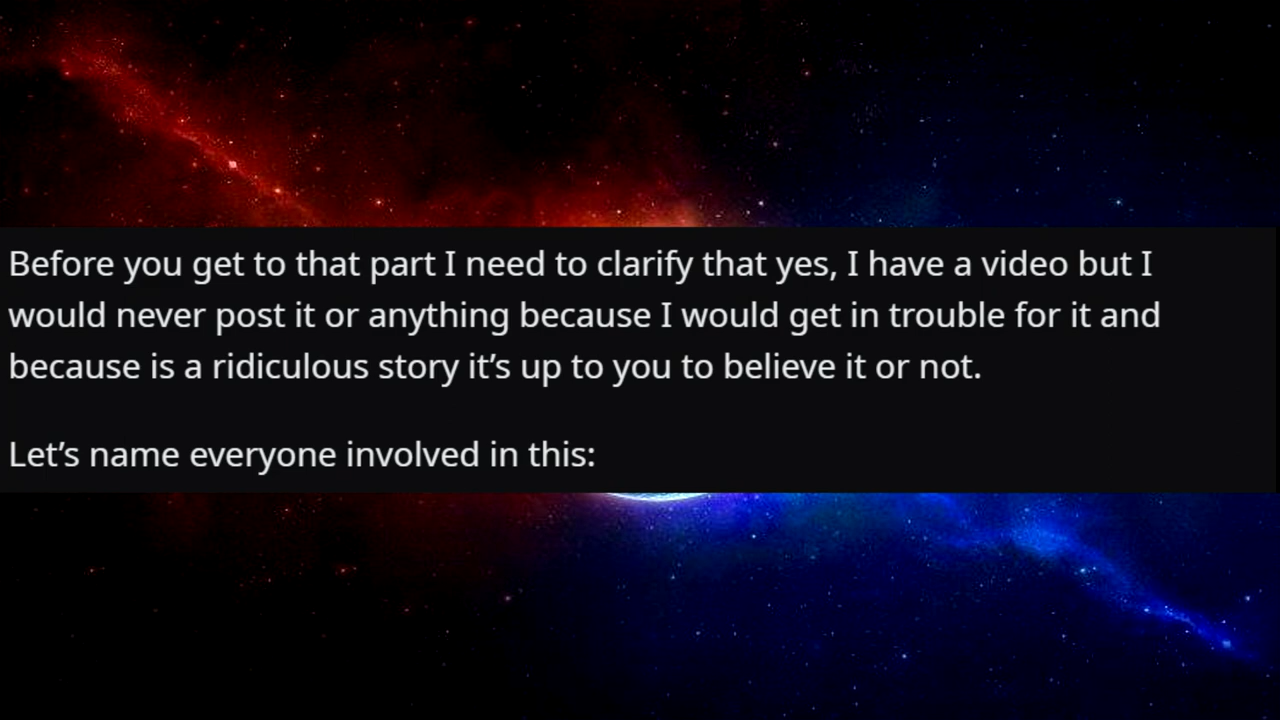 Before you get to that part I need to clarify that yes, I have a video but I
would never post it or anything because I would get in trouble for it and
because is a ridiculous story it’s up to you to believe it or not.
Let’s name everyone involved in this: